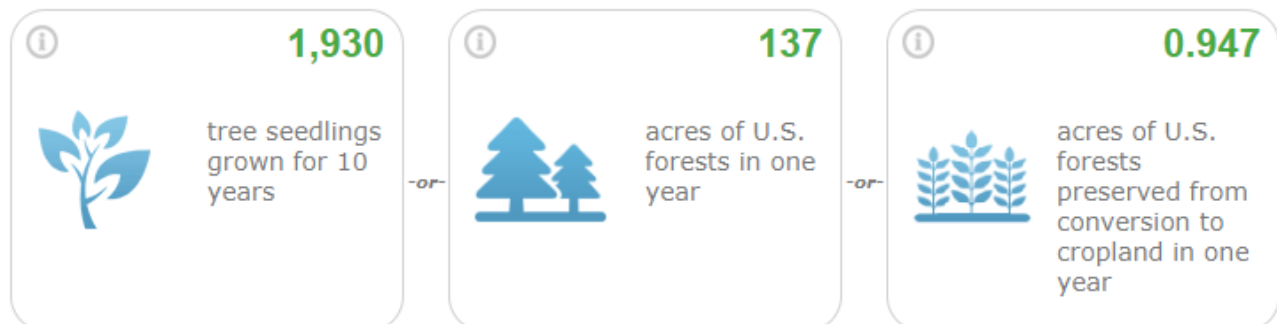 1,930
tree seedlings
grown for 10
years
-or-
137
acres of U.S.
forests in one
year
-or-
0.947
acres of U.S.
forests
preserved from
conversion to
cropland in one
year